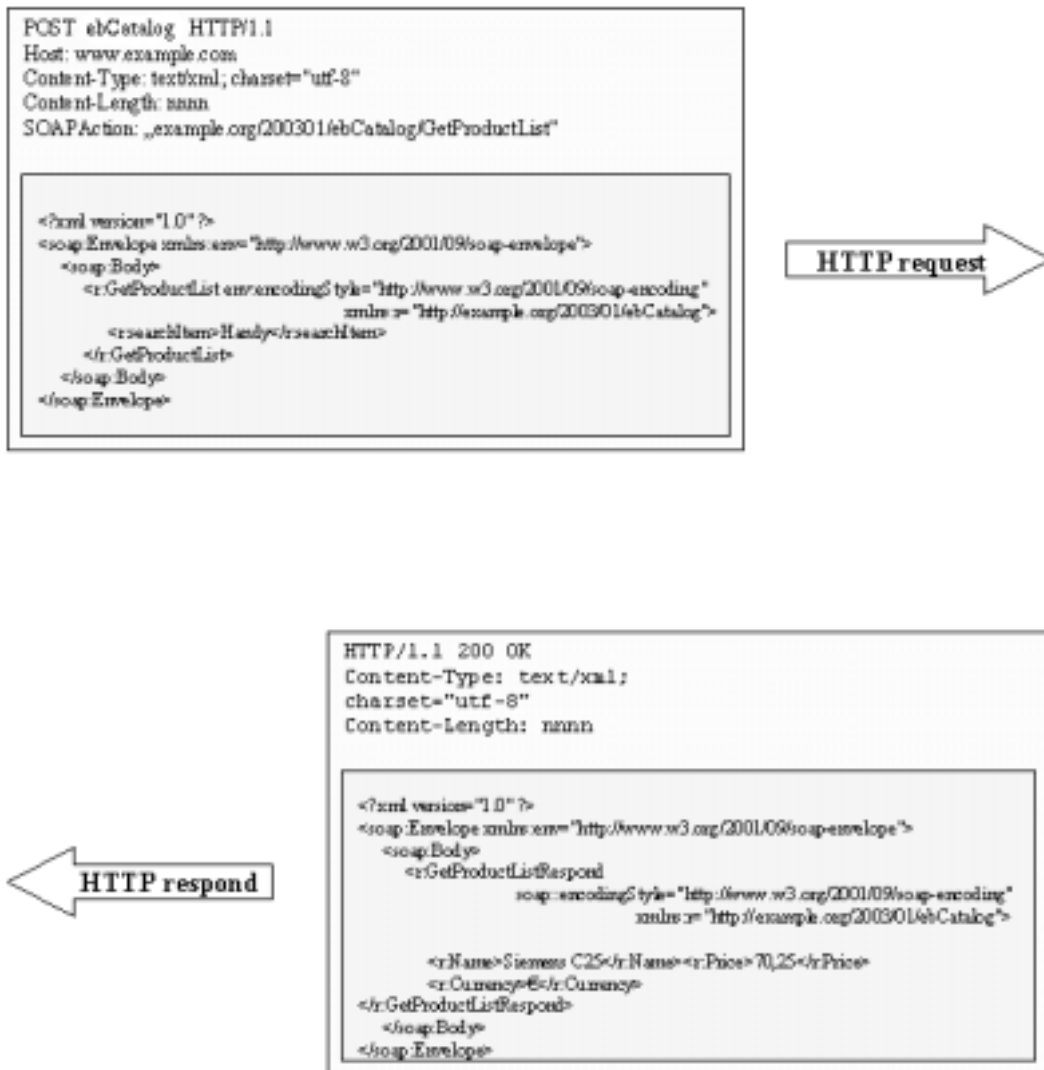 POST ebCatalog HTTP/1.1
Host: www.example.com
Content-Type: text/xml; charset="utf-8"
Content-Length: nnnn
SOAPAction: „example.org/200301/ebCatalog/GetProductList"
<?xml version="1.0" ?>
<soap:Envelope xmlns:env="http://www.w3.org/2001/09/soap-envelope">
<soap:Body>
<r:GetProductList env:encodingStyle="http://www.w3.org/2001/09/soap-encoding"
xmlns:r="http://example.org/2003/01/ebCatalog">
<r:searchItem>Handy</r:searchItem>
</r:GetProductList>
</soap:Body>
</soap:Envelope>
HTTP request
HTTP/1.1 200 OK
Content-Type: text/xml;
charset="utf-8"
Content-Length: nnnn
<?xml version="1.0" ?>
<soap:Envelope xmlns:env="http://www.w3.org/2001/09/soap-envelope">
<soap:Body>
<r:GetProductListRespond
soap:encodingStyle="http://www.w3.org/2001/09/soap-encoding"
xmlns:r="http://example.org/2003/01/ebCatalog">
<r:Name>Siemens C25</r:Name><r:Price>70,25</r:Price>
<r:Currency>€</r:Currency>
</r:GetProductListRespond>
</soap:Body>
</soap:Envelope>
HTTP respond